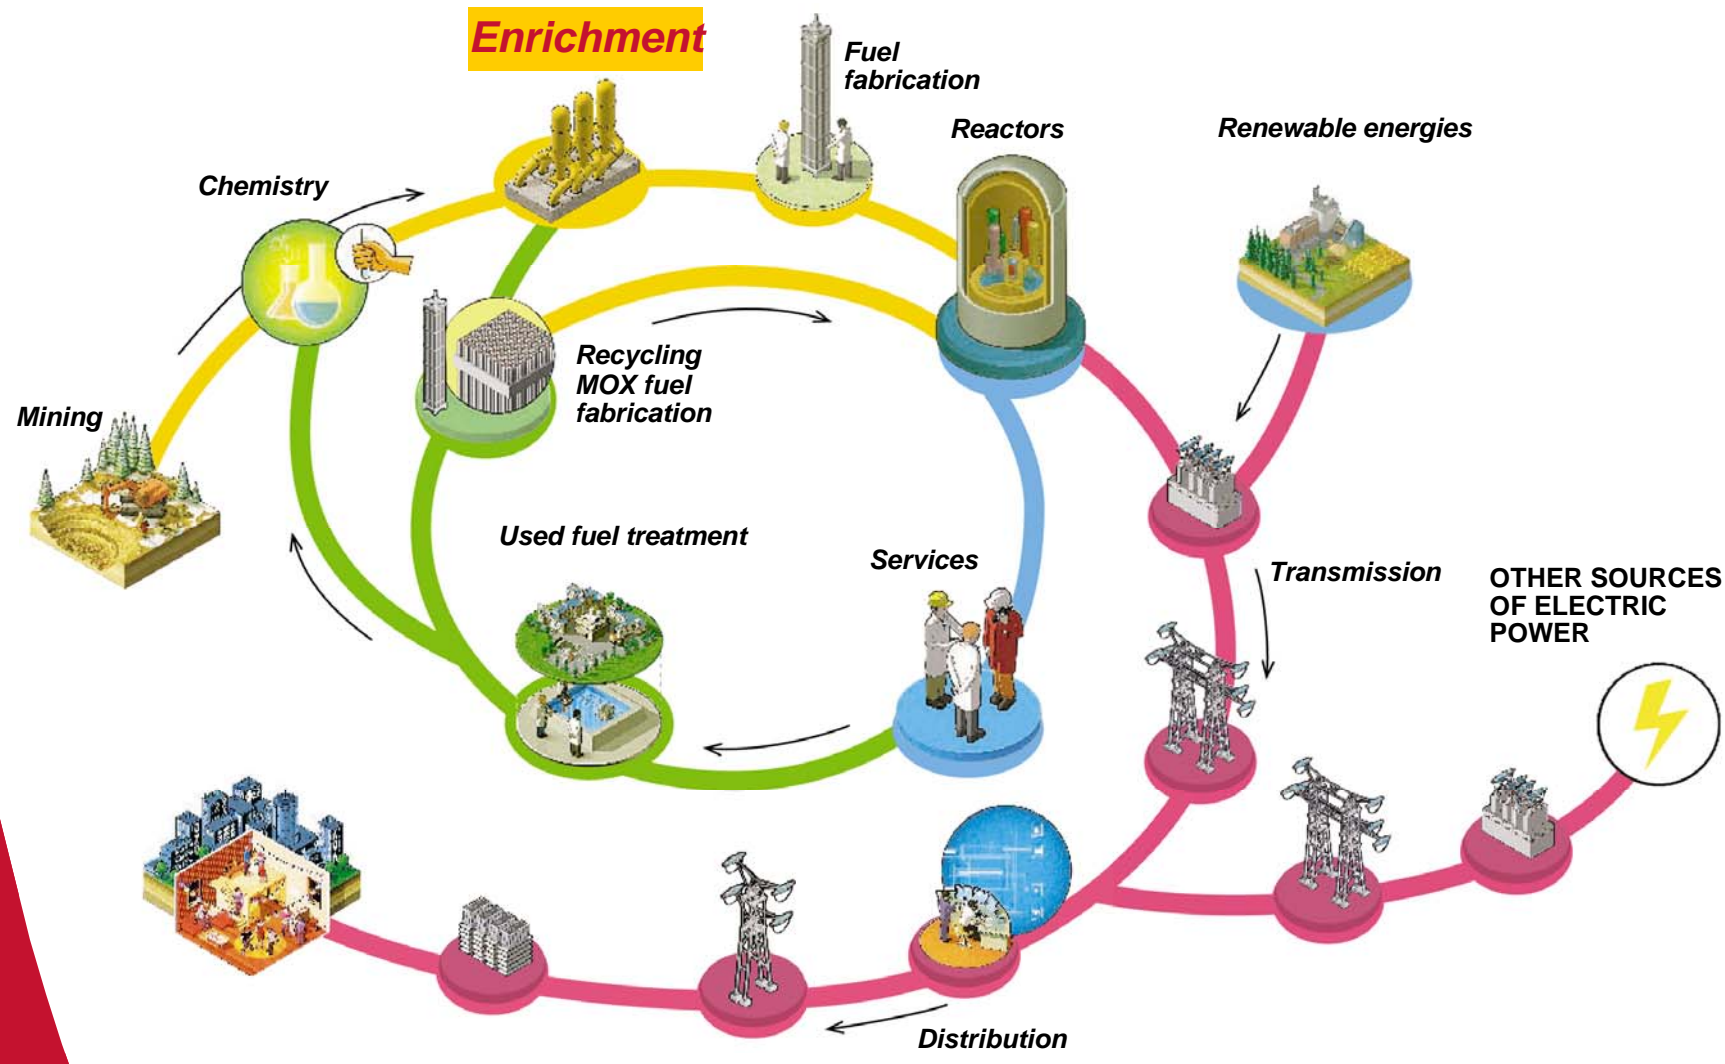 Enrichment
Fuel
fabrication
Reactors
Renewable energies
Chemistry
Recycling
MOX fuel
fabrication
Mining
Used fuel treatment
Services
Transmission
OTHER SOURCES
OF ELECTRIC
POWER
Distribution